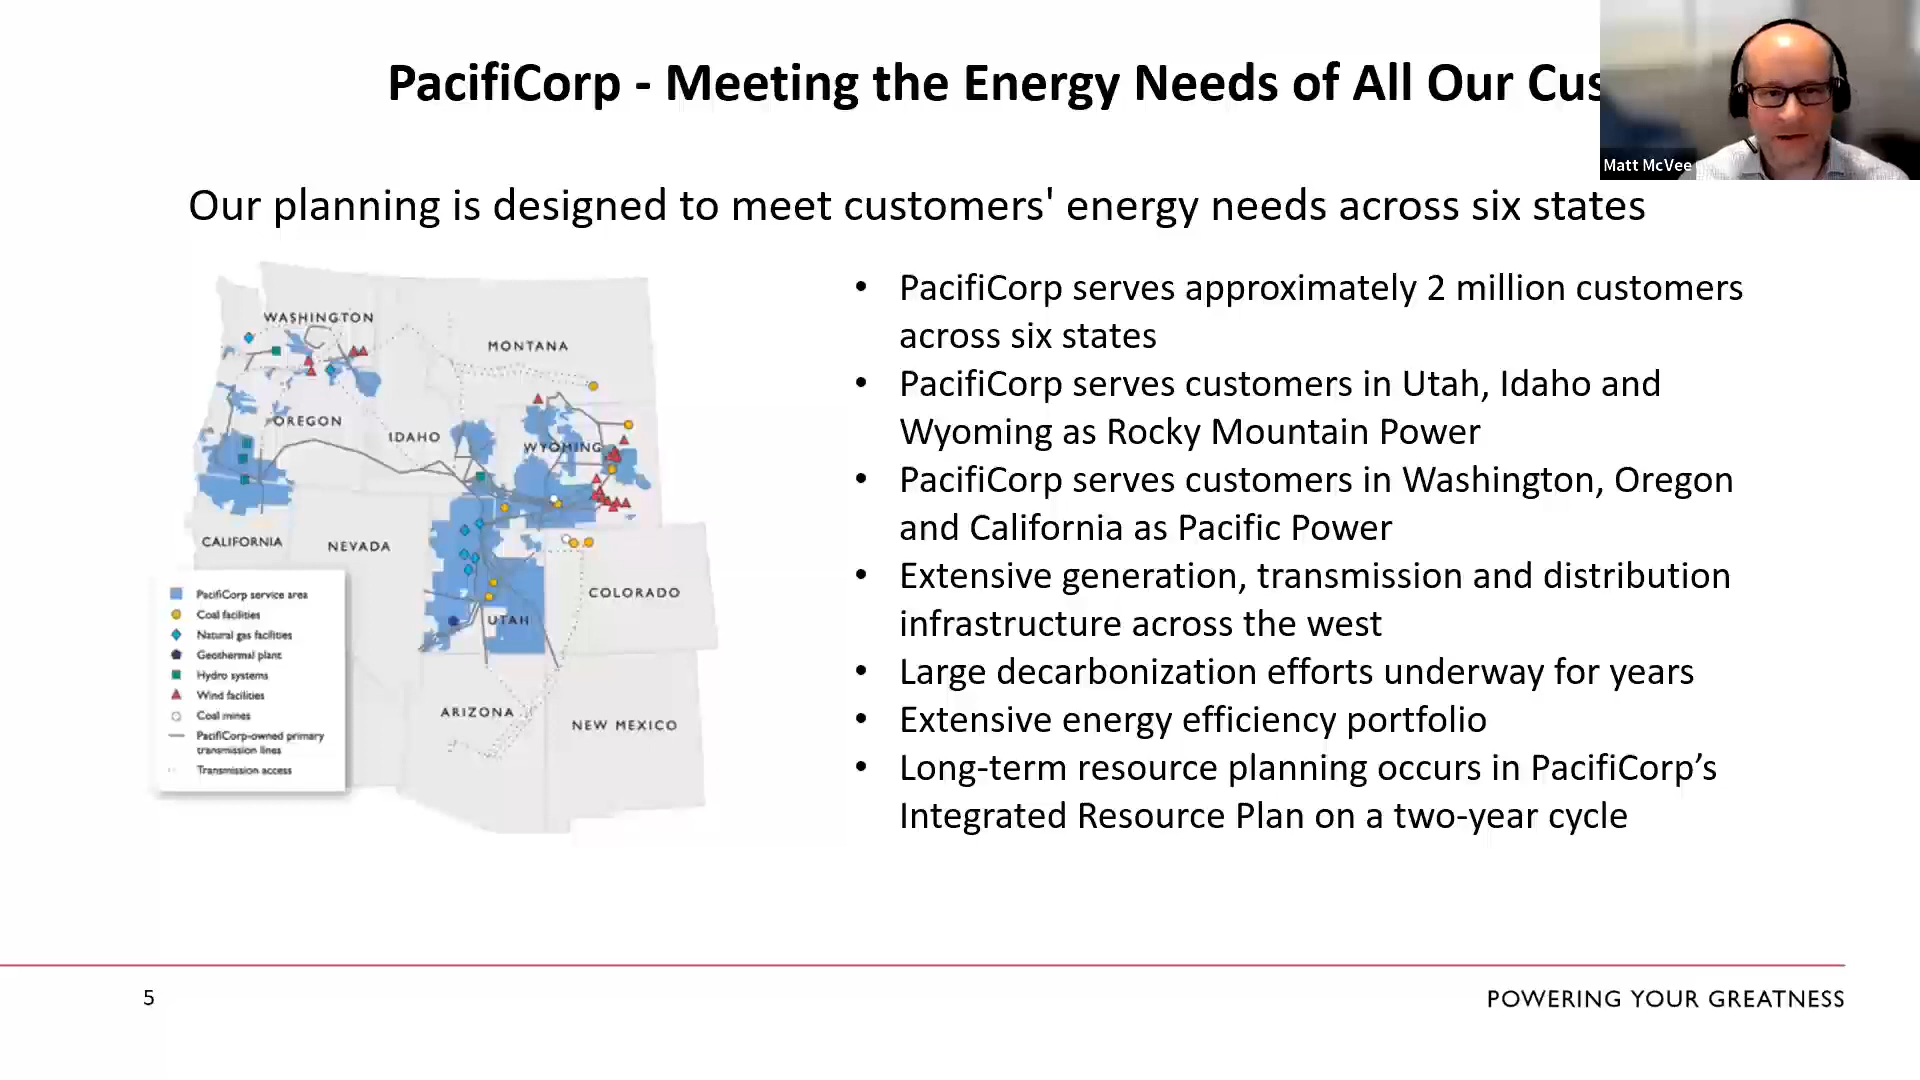 PacifiCorp - Meeting the Energy Needs of All Our Cus
Matt McVee
Our planning is designed to meet customers' energy needs across six states
WASHINGTON
MONTANA
OREGON
IDAHO
WYOMING
CALIFORNIA
NEVADA
COLORADO
UTAH
ARIZONA
NEW MEXICO
PacifiCorp service area
Coal facilities
Natural gas facilities
Geothermal plant
Hydro systems
Wind facilities
Coal mines
PacifiCorp-owned primary
transmission lines
Transmission access
• PacifiCorp serves approximately 2 million customers
across six states
• PacifiCorp serves customers in Utah, Idaho and
Wyoming as Rocky Mountain Power
• PacifiCorp serves customers in Washington, Oregon
and California as Pacific Power
• Extensive generation, transmission and distribution
infrastructure across the west
• Large decarbonization efforts underway for years
• Extensive energy efficiency portfolio
• Long-term resource planning occurs in PacifiCorp’s
Integrated Resource Plan on a two-year cycle
5
POWERING YOUR GREATNESS